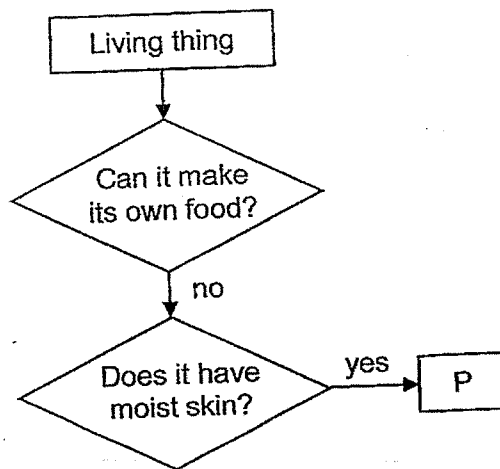 Living thing
Can it make
its own food?
no
Does it have
moist skin?
yes
P